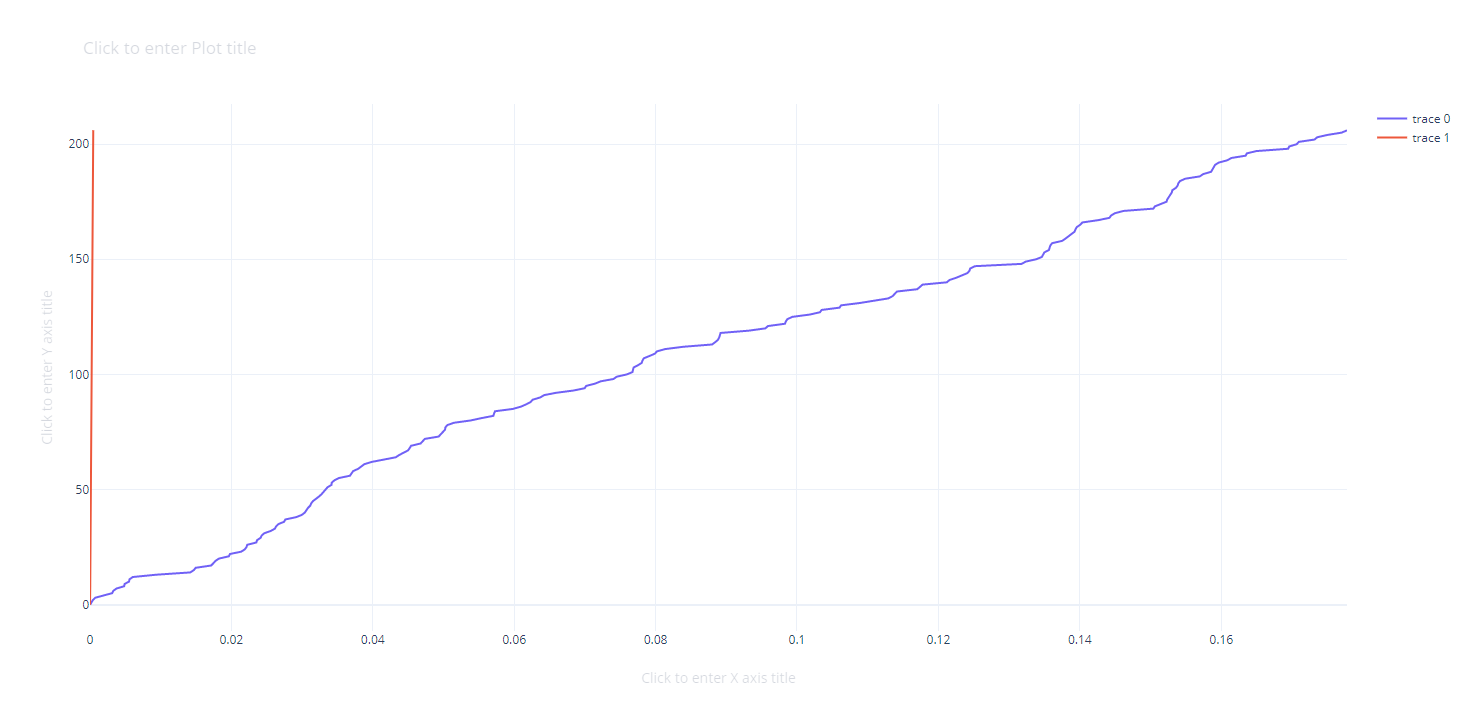 Click to enter Plot title
trace 0
trace 1
200
150
100
50
0
Click to enter Y axis title
0 0.02 0.04 0.06 0.08 0.1 0.12 0.14 0.16
Click to enter X axis title